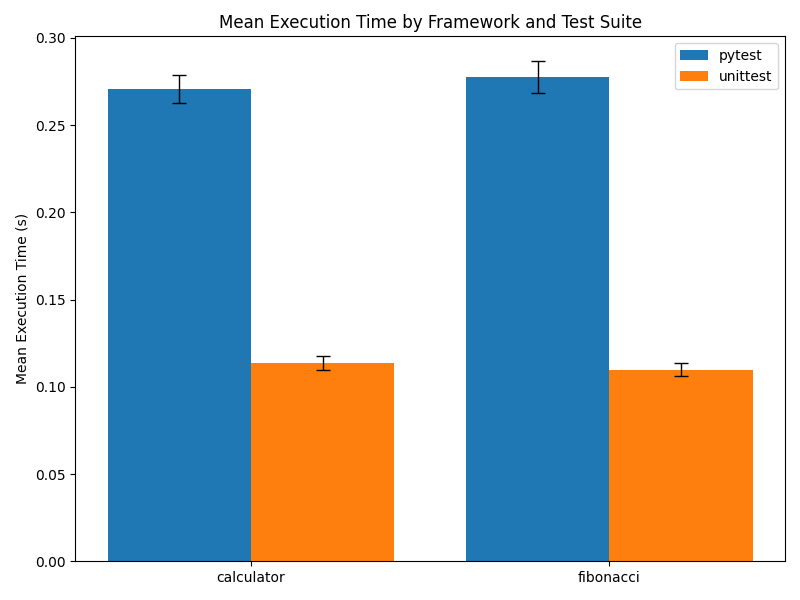 Mean Execution Time by Framework and Test Suite
pytest
unittest
Mean Execution Time (s)
0.30
0.25
0.20
0.15
0.10
0.05
0.00
calculator
fibonacci